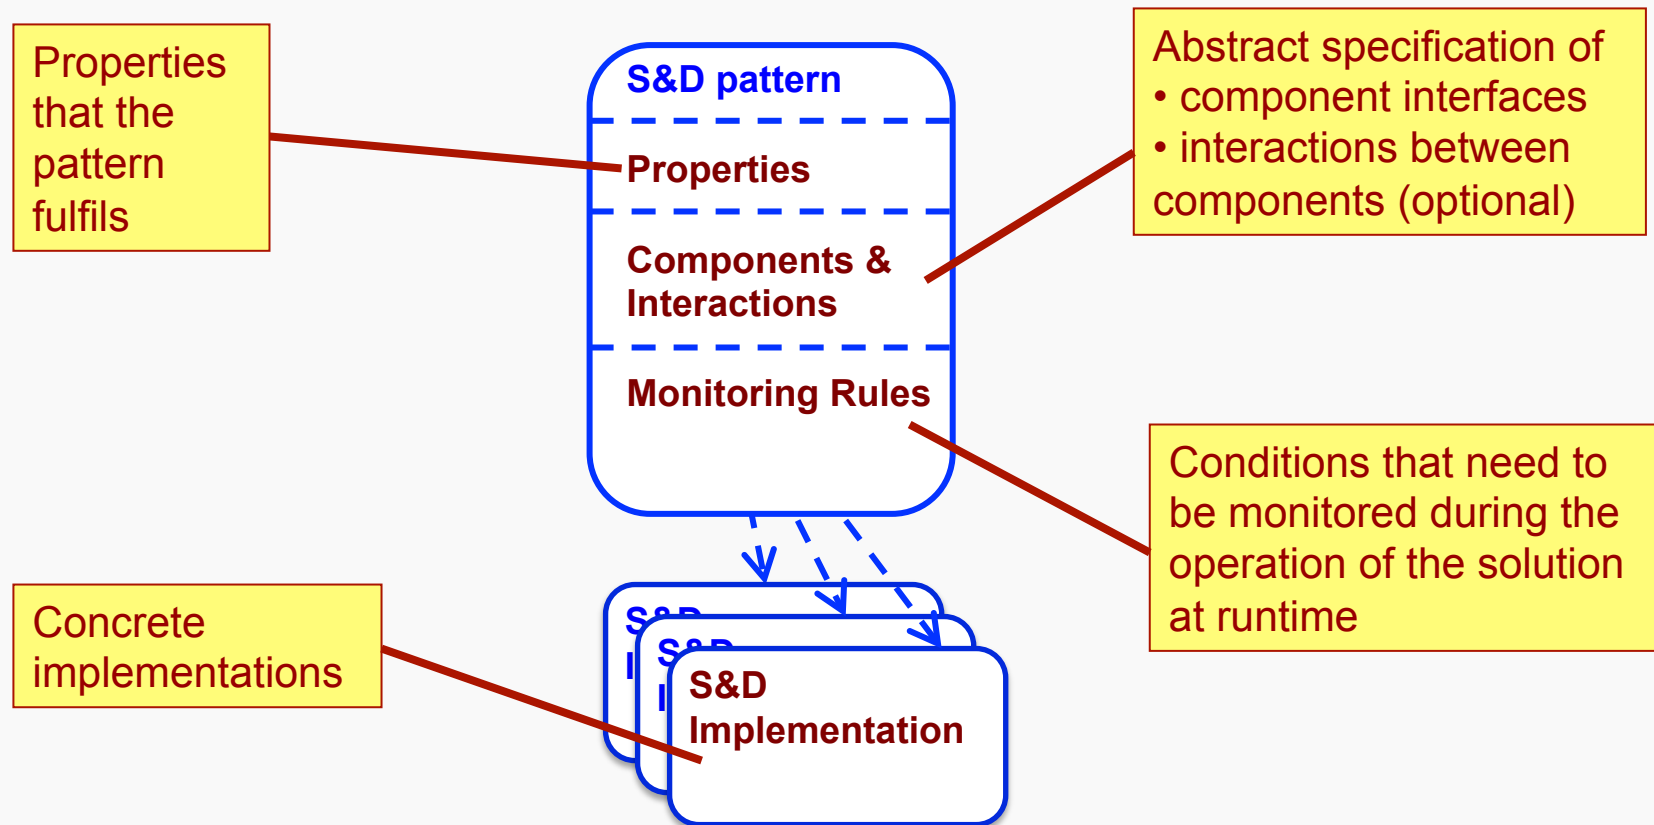 Properties
that the
pattern
fulfils
S&D pattern
Properties
Components &
Interactions
Monitoring Rules
Abstract specification of
• component interfaces
• interactions between
components (optional)
Conditions that need to
be monitored during the
operation of the solution
at runtime
Concrete
implementations
S&D
I
S&D
I
S&D
Implementation